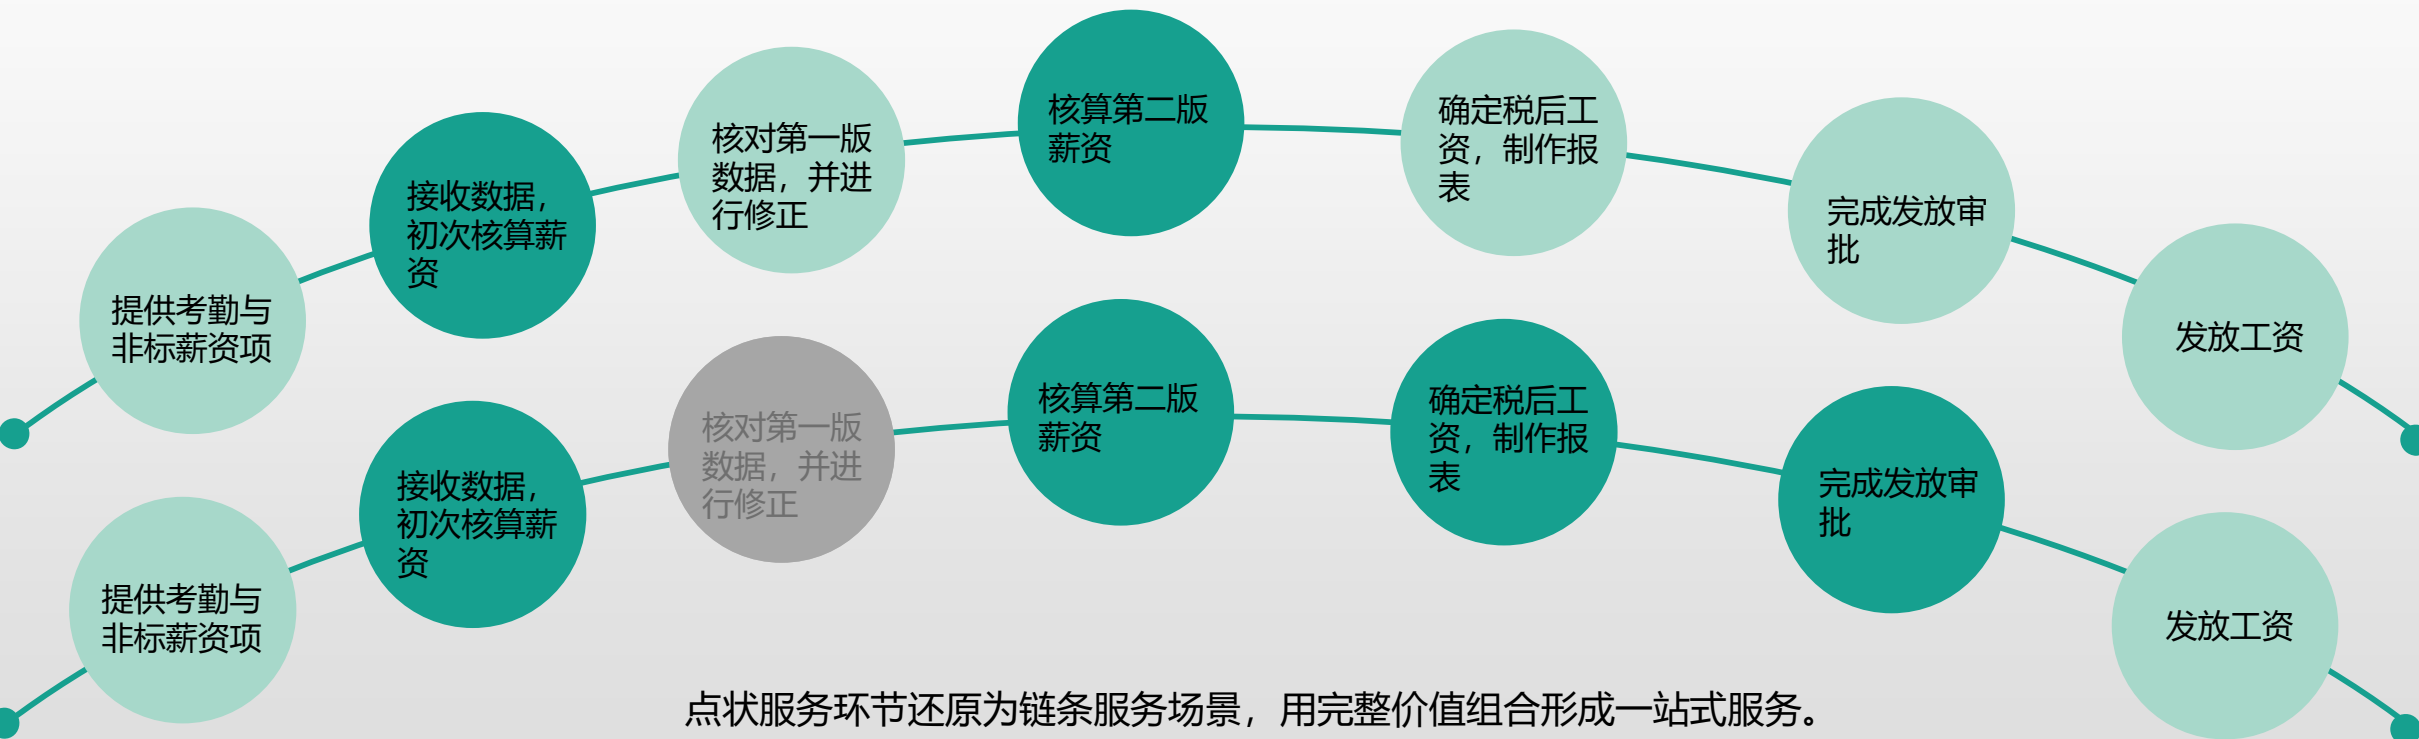 提供考勤与
非标薪资项
接收数据，
初次核算薪
资
核对第一版
数据，并进
行修正
核算第二版
薪资
确定税后工
资，制作报
表
完成发放审
批
发放工资
提供考勤与
非标薪资项
接收数据，
初次核算薪
资
核对第一版
数据，并进
行修正
核算第二版
薪资
确定税后工
资，制作报
表
完成发放审
批
发放工资
点状服务环节还原为链条服务场景，用完整价值组合形成一站式服务。